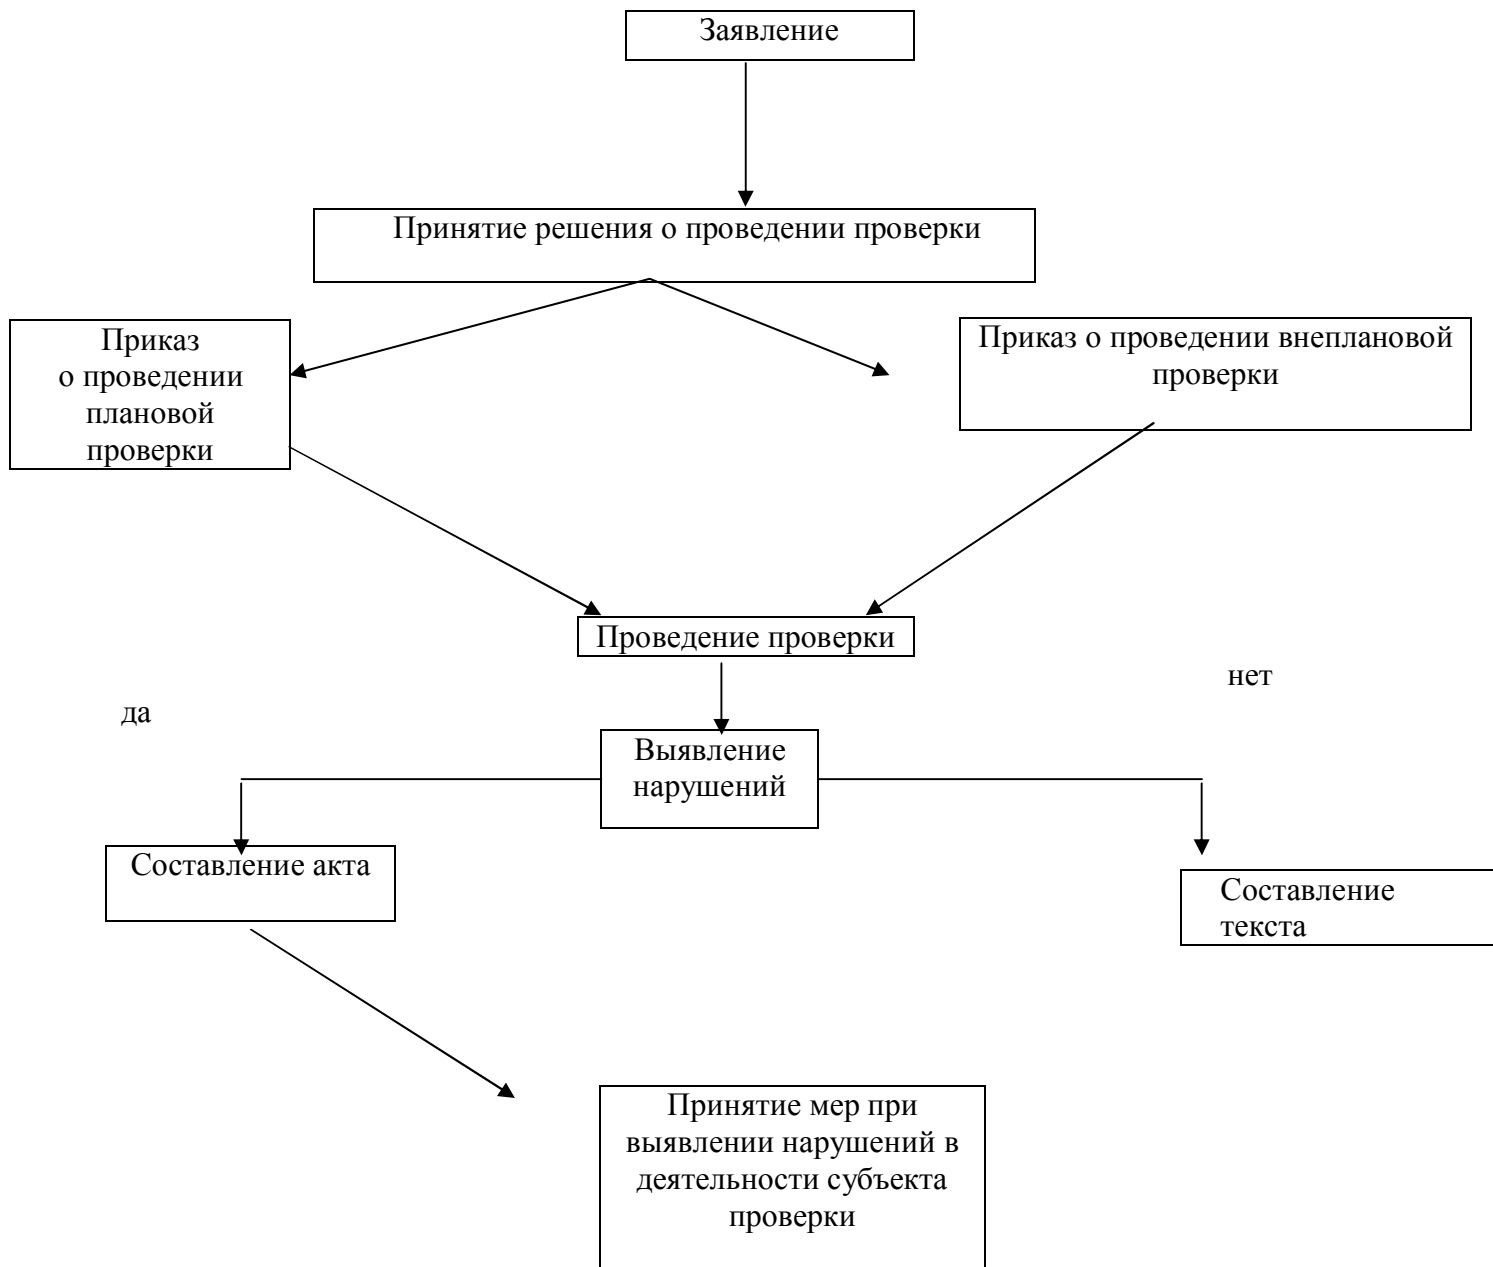 Заявление
Принятие решения о проведении проверки
Приказ
о проведении
плановой
проверки
Приказ о проведении внеплановой
проверки
Проведение проверки
нет
да
Выявление
нарушений
Составление акта
Составление
текста
Принятие мер при
выявлении нарушений в
деятельности субъекта
проверки